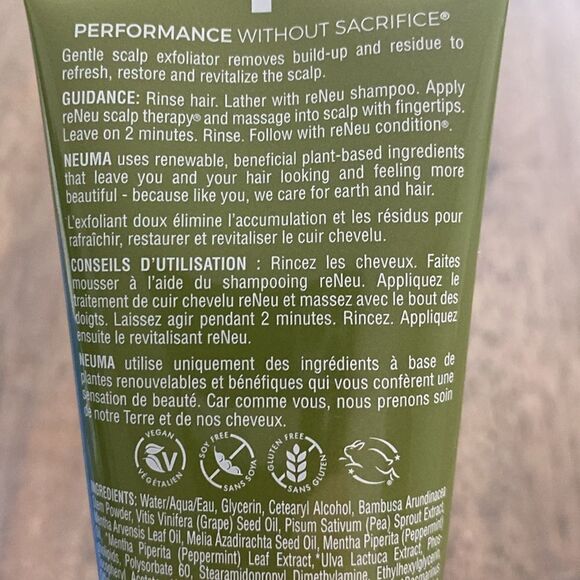 PERFORMANCE WITHOUT SACRIFICE®
Gentle scalp exfoliator removes build-up and residue to
refresh, restore and revitalize the scalp.
GUIDANCE: Rinse hair. Lather with reNeu shampoo. Apply
reNeu scalp therapy® and massage into scalp with fingertips.
Leave on 2 minutes. Rinse. Follow with reNeu condition®.
NEUMA uses renewable, beneficial plant-based ingredients
that leave you and your hair looking and feeling more
beautiful - because like you, we care for earth and hair.
L'exfoliant doux élimine l'accumulation et les résidus pour
rafraîchir, restaurer et revitaliser le cuir chevelu.
CONSEILS D'UTILISATION : Rincez les cheveux. Faites
mousser à l'aide du shampooing reNeu. Appliquez le
traitement de cuir chevelu reNeu et massez avec le bout des
doigts. Laissez agir pendant 2 minutes. Rincez. Appliquez
ensuite le revitalisant reNeu.
NEUMA utilise uniquement des ingrédients à base de
plantes renouvelables et bénéfiques qui vous confèrent une
sensation de beauté. Car comme vous, nous prenons soin
de notre Terre et de nos cheveux.
VEGAN VÉGÉTALIEN
SOY FREE SANS SOYA
GLUTEN FREE SANS GLUTEN
INGREDIENTS: Water/Aqua/Eau, Glycerin, Cetearyl Alcohol, Bambusa Arundinacea
Stem Powder, Vitis Vinifera (Grape) Seed Oil, Pisum Sativum (Pea) Sprout Extract,
Mentha Arvensis Leaf Oil, Melia Azadirachta Seed Oil, Mentha Piperita (Peppermint)
*Mentha Piperita (Peppermint) Leaf Extract,*Ulva Lactuca Extract,
Polysorbate 60, Stearamidopropyl Dimethylamine, Ethylhexylglycerin,